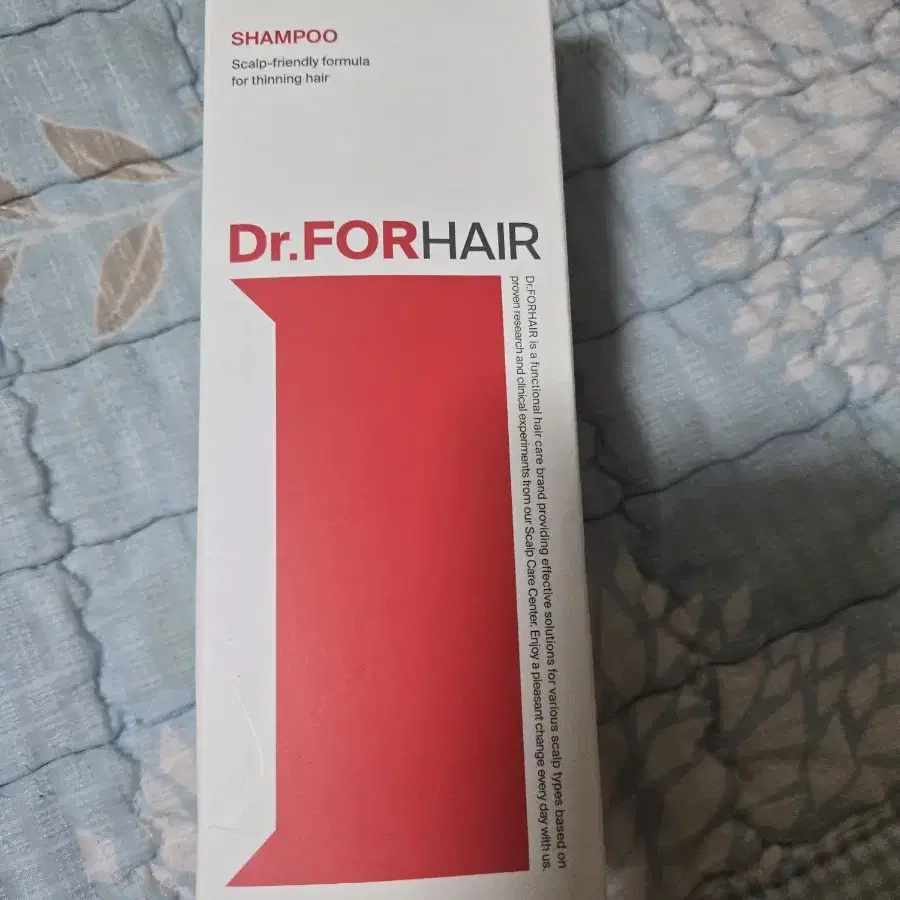 SHAMPOO
Scalp-friendly formula
for thinning hair
Dr.FORHAIR
Dr.FORHAIR is a functional hair care brand providing effective solutions for various scalp types based on
proven research and clinical experiments from our Scalp Care Center. Enjoy a pleasant change every day with us.